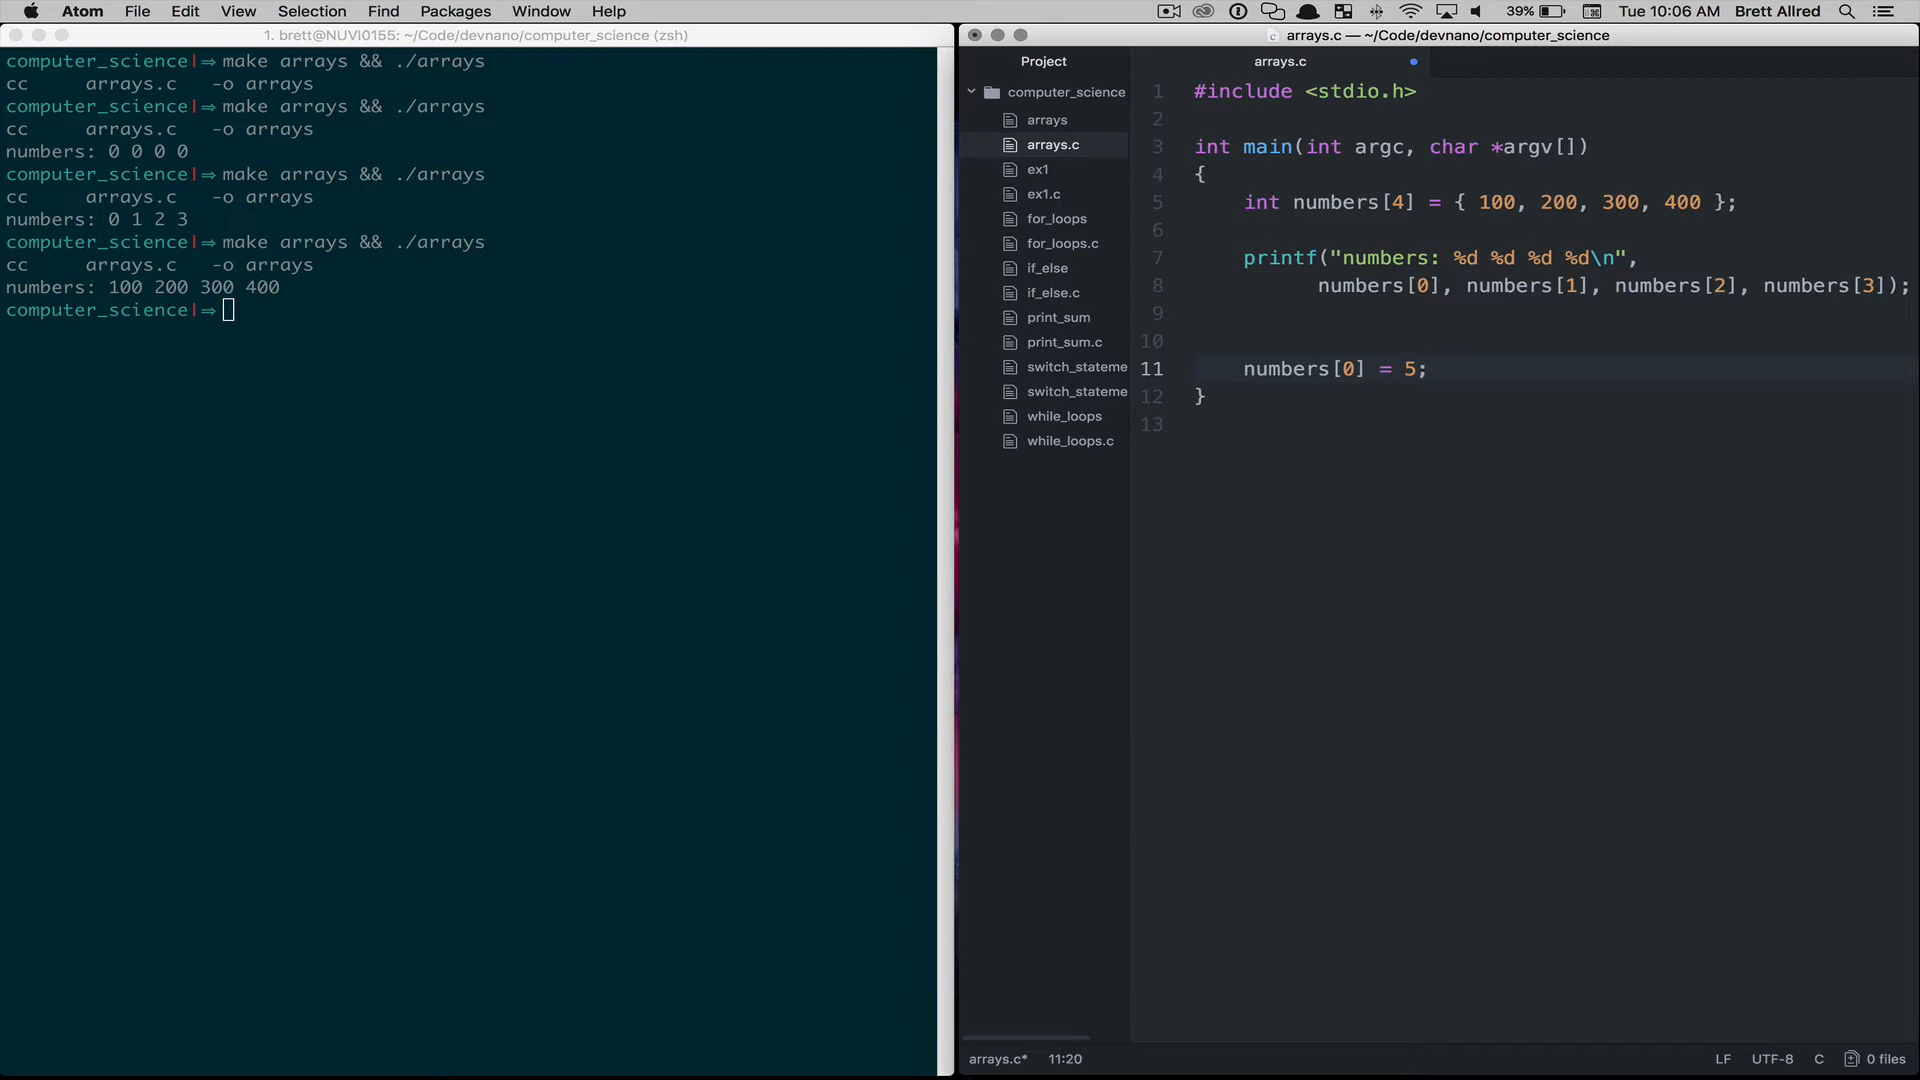 Atom File Edit View Selection Find Packages Window Help 39% Tue 10:06 AM Brett Allred
1. brett@NUVI0155: ~/Code/devnano/computer_science (zsh)
computer_science|⇒ make arrays && ./arrays
cc     arrays.c   -o arrays
computer_science|⇒ make arrays && ./arrays
cc     arrays.c   -o arrays
numbers: 0 0 0 0
computer_science|⇒ make arrays && ./arrays
cc     arrays.c   -o arrays
numbers: 0 1 2 3
computer_science|⇒ make arrays && ./arrays
cc     arrays.c   -o arrays
numbers: 100 200 300 400
computer_science|⇒
arrays.c — ~/Code/devnano/computer_science
Project
computer_science
arrays
arrays.c
ex1
ex1.c
for_loops
for_loops.c
if_else
if_else.c
print_sum
print_sum.c
switch_stateme
switch_stateme
while_loops
while_loops.c
arrays.c
1 #include <stdio.h>
2
3 int main(int argc, char *argv[])
4 {
5     int numbers[4] = { 100, 200, 300, 400 };
6
7     printf("numbers: %d %d %d %d\n",
8           numbers[0], numbers[1], numbers[2], numbers[3]);
9
10
11     numbers[0] = 5;
12 }
13
arrays.c* 11:20 LF UTF-8 C 0 files